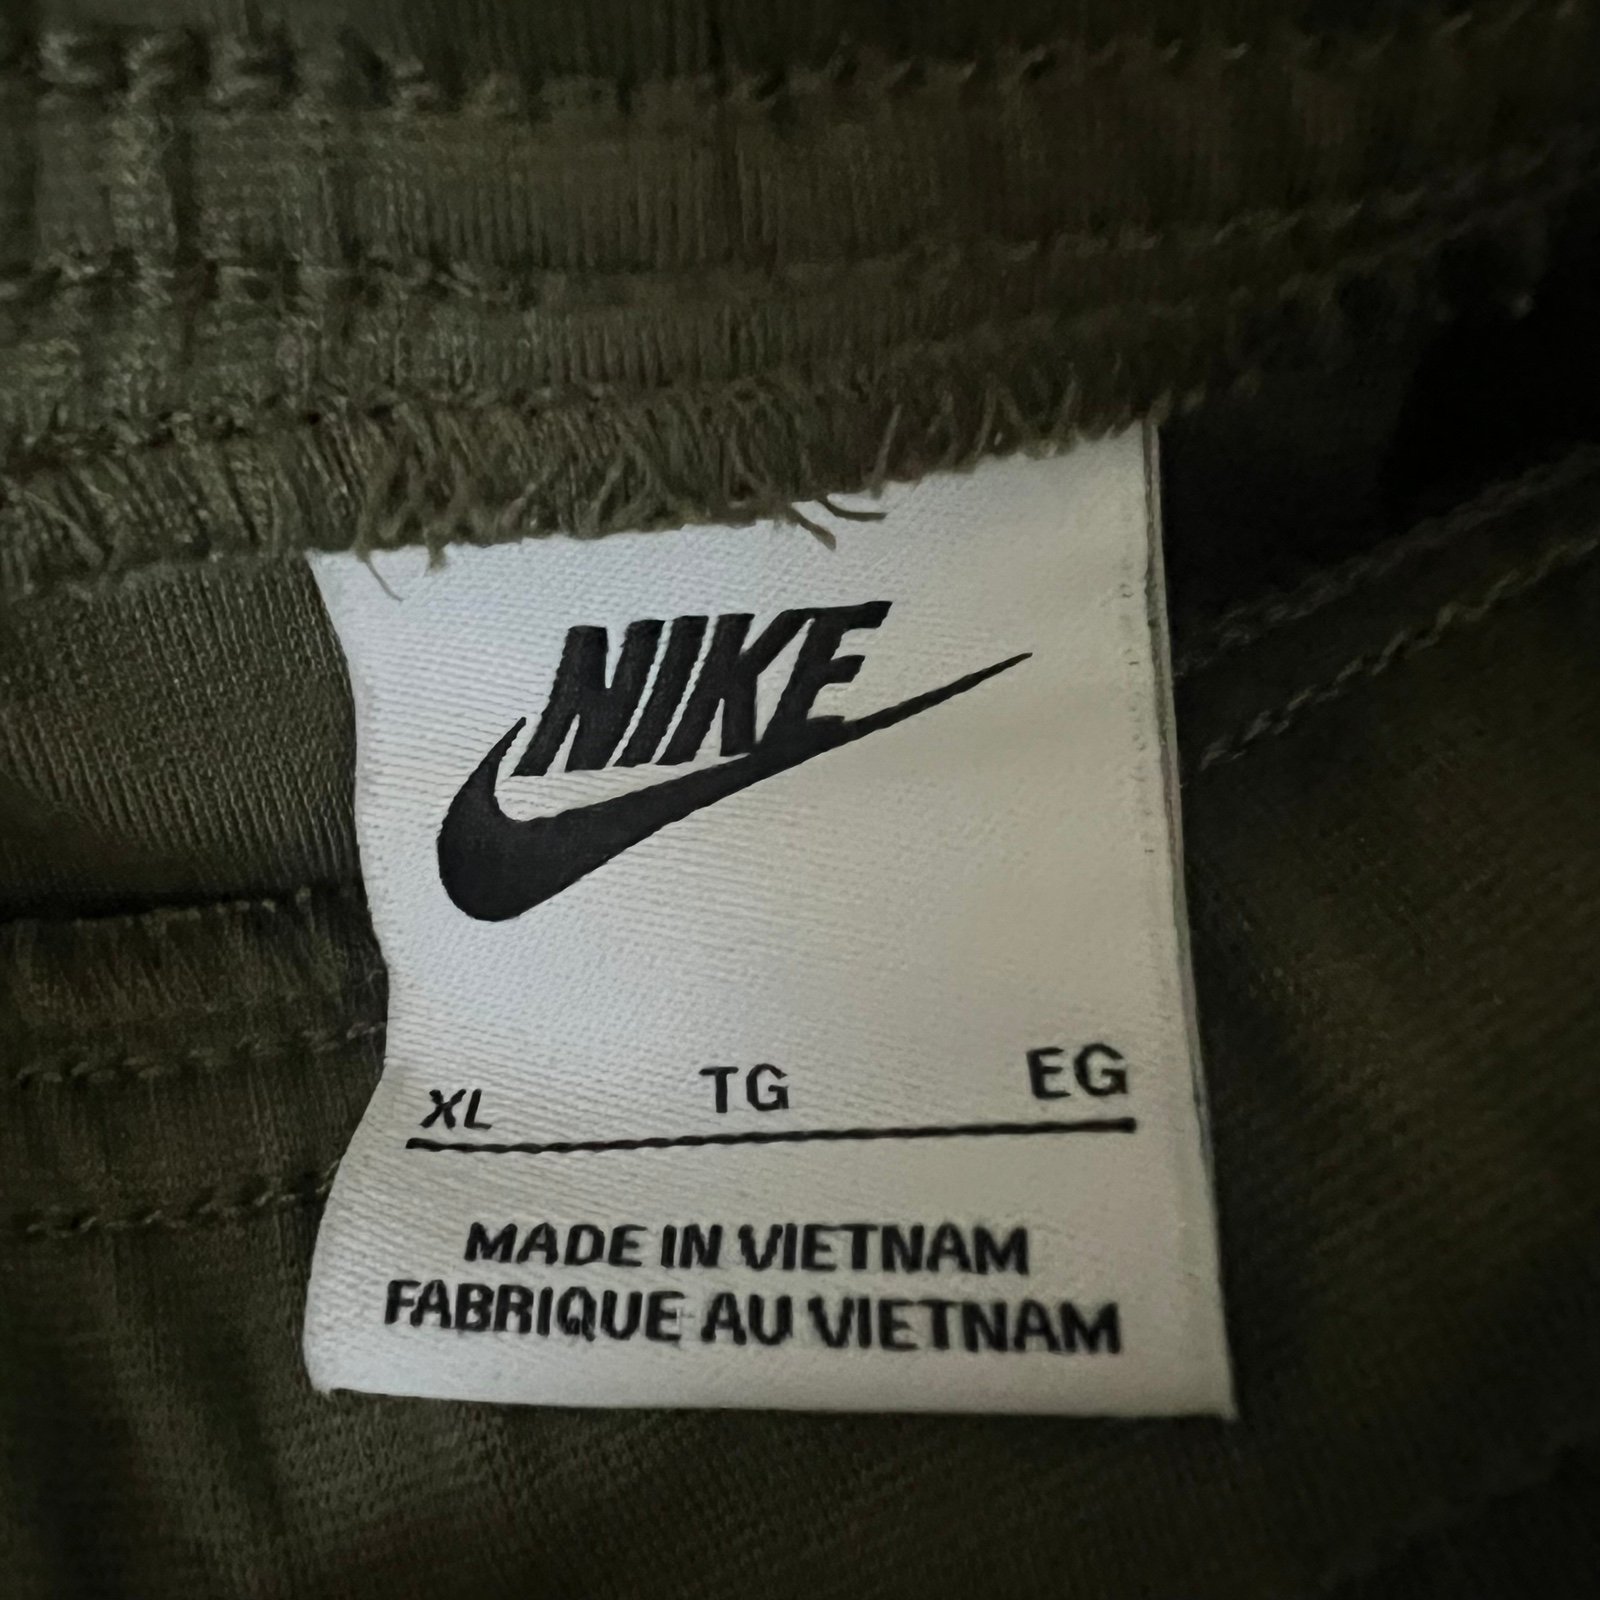 NIKE
XL TG EG
MADE IN VIETNAM
FABRIQUE AU VIETNAM